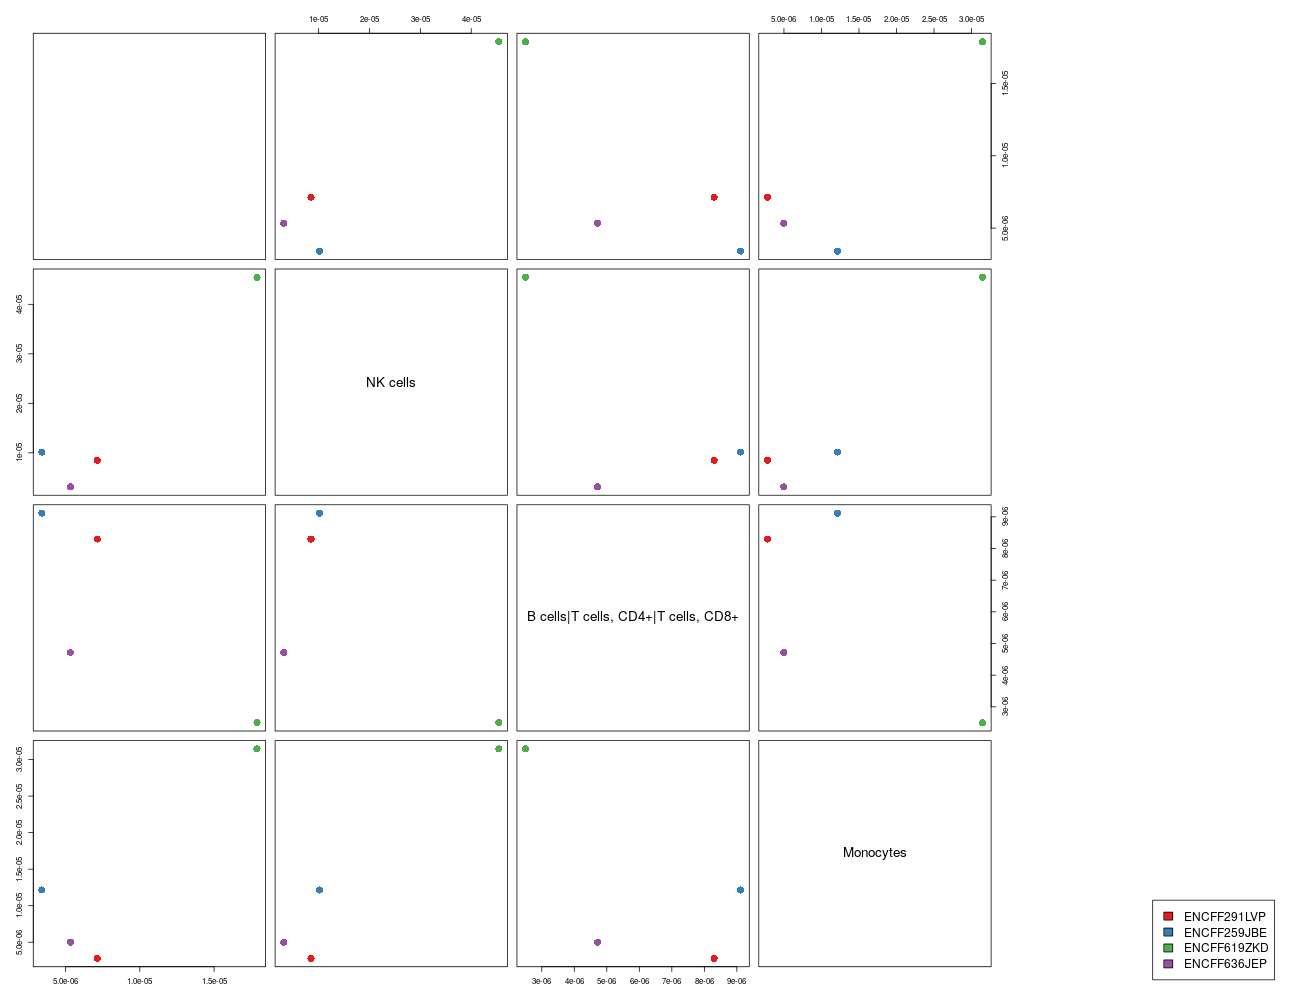 1e-05 2e-05 3e-05 4e-05
5.0e-06 1.0e-05 1.5e-05 2.0e-05 2.5e-05 3.0e-05
1.5e-05
1.0e-05
5.0e-06
4e-05
3e-05
2e-05
1e-05
NK cells
9e-06
8e-06
7e-06
6e-06
5e-06
4e-06
3e-06
B cells|T cells, CD4+|T cells, CD8+
3.0e-05
2.5e-05
2.0e-05
1.5e-05
1.0e-05
5.0e-06
Monocytes
5.0e-06 1.0e-05 1.5e-05
3e-06 4e-06 5e-06 6e-06 7e-06 8e-06 9e-06
ENCFF291LVP
ENCFF259JBE
ENCFF619ZKD
ENCFF636JEP